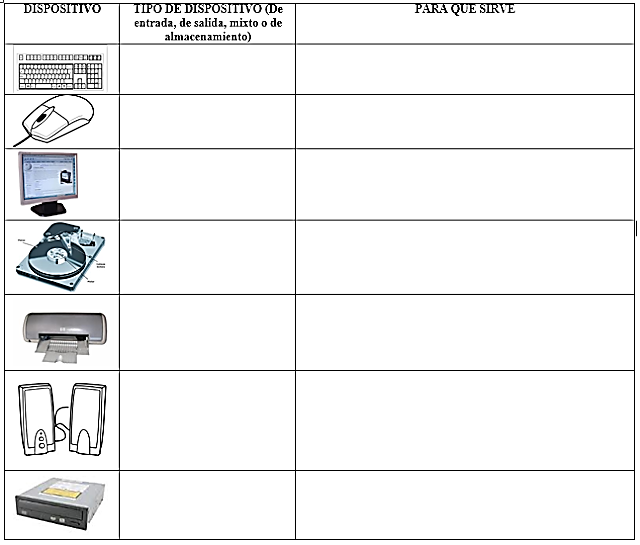 DISPOSITIVO
TIPO DE DISPOSITIVO (De
entrada, de salida, mixto o de
almacenamiento)
PARA QUE SIRVE